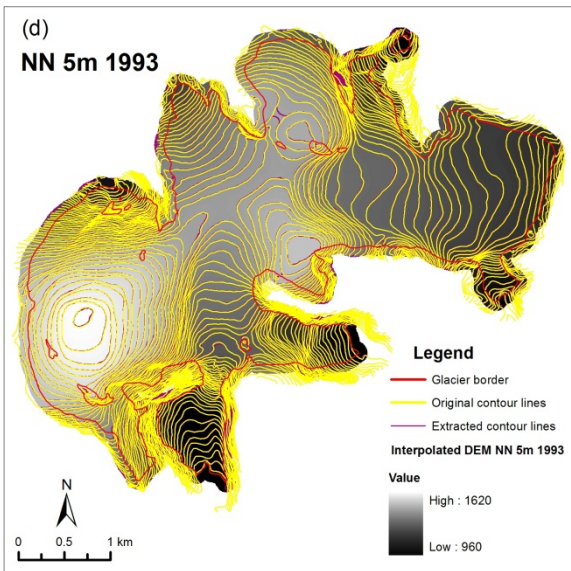 (d)
NN 5m 1993
Legend
Glacier border
Original contour lines
Extracted contour lines
Interpolated DEM NN 5m 1993
Value
High : 1620
Low : 960
N
0 0.5 1 km